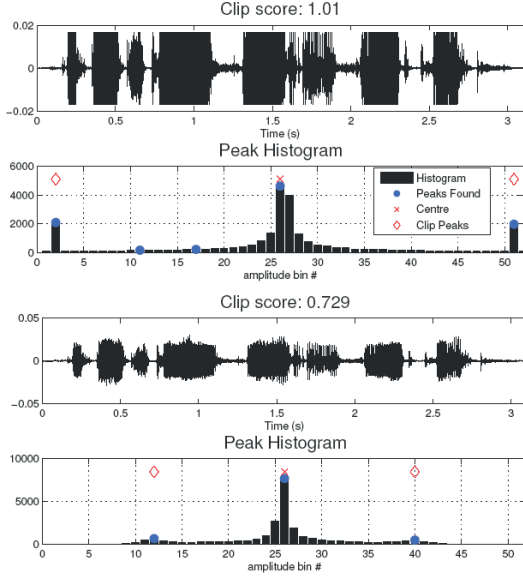 Clip score: 1.01
0.02
0
−0.02
0 0.5 1 1.5 2 2.5 3
Time (s)
Peak Histogram
6000
4000
2000
0
Histogram
Peaks Found
Centre
Clip Peaks
0 5 10 15 20 25 30 35 40 45 50
amplitude bin #
Clip score: 0.729
0.05
0
−0.05
0 0.5 1 1.5 2 2.5 3
Time (s)
Peak Histogram
10000
5000
0
0 5 10 15 20 25 30 35 40 45 50
amplitude bin #